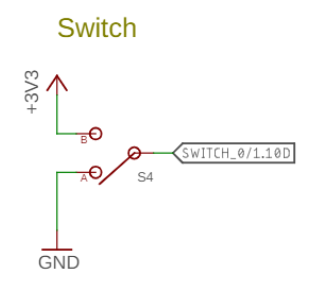 Switch
+3V3
B
SWITCH_0/1.10D
A
S4
GND